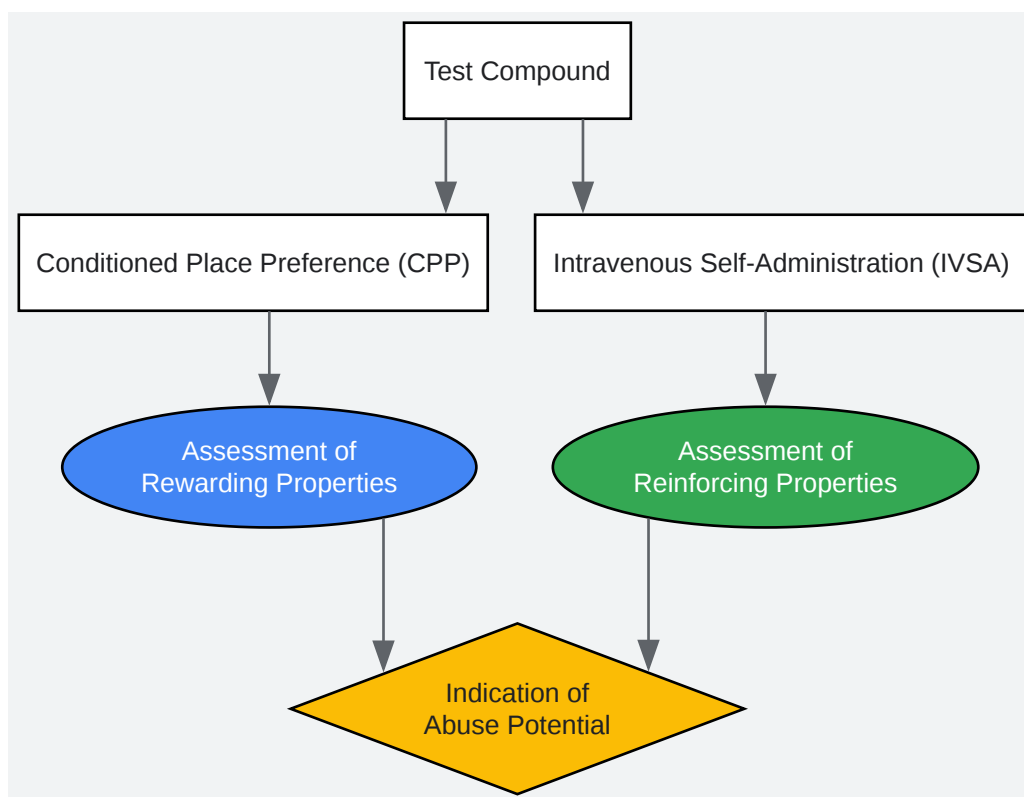 Test Compound
Conditioned Place Preference (CPP)
Intravenous Self-Administration (IVSA)
Assessment of
Rewarding Properties
Assessment of
Reinforcing Properties
Indication of
Abuse Potential